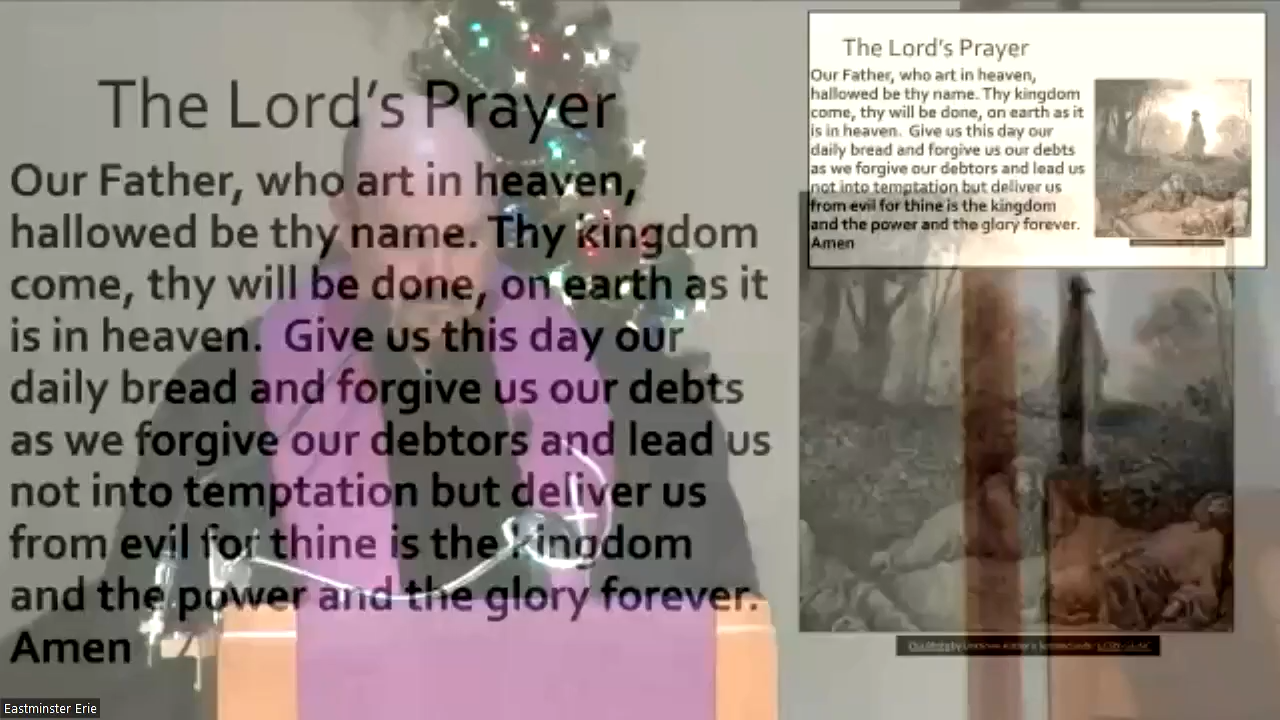 The Lord's Prayer
Our Father, who art in heaven,
hallowed be thy name. Thy kingdom
come, thy will be done, on earth as it
is in heaven.  Give us this day our
daily bread and forgive us our debts
as we forgive our debtors and lead us
not into temptation but deliver us
from evil for thine is the kingdom
and the power and the glory forever.
Amen
The Lord's Prayer
Our Father, who art in heaven,
hallowed be thy name. Thy kingdom
come, thy will be done, on earth as it
is in heaven.  Give us this day our
daily bread and forgive us our debts
as we forgive our debtors and lead us
not into temptation but deliver us
from evil for thine is the kingdom
and the power and the glory forever.
Amen
Eastminster Erie